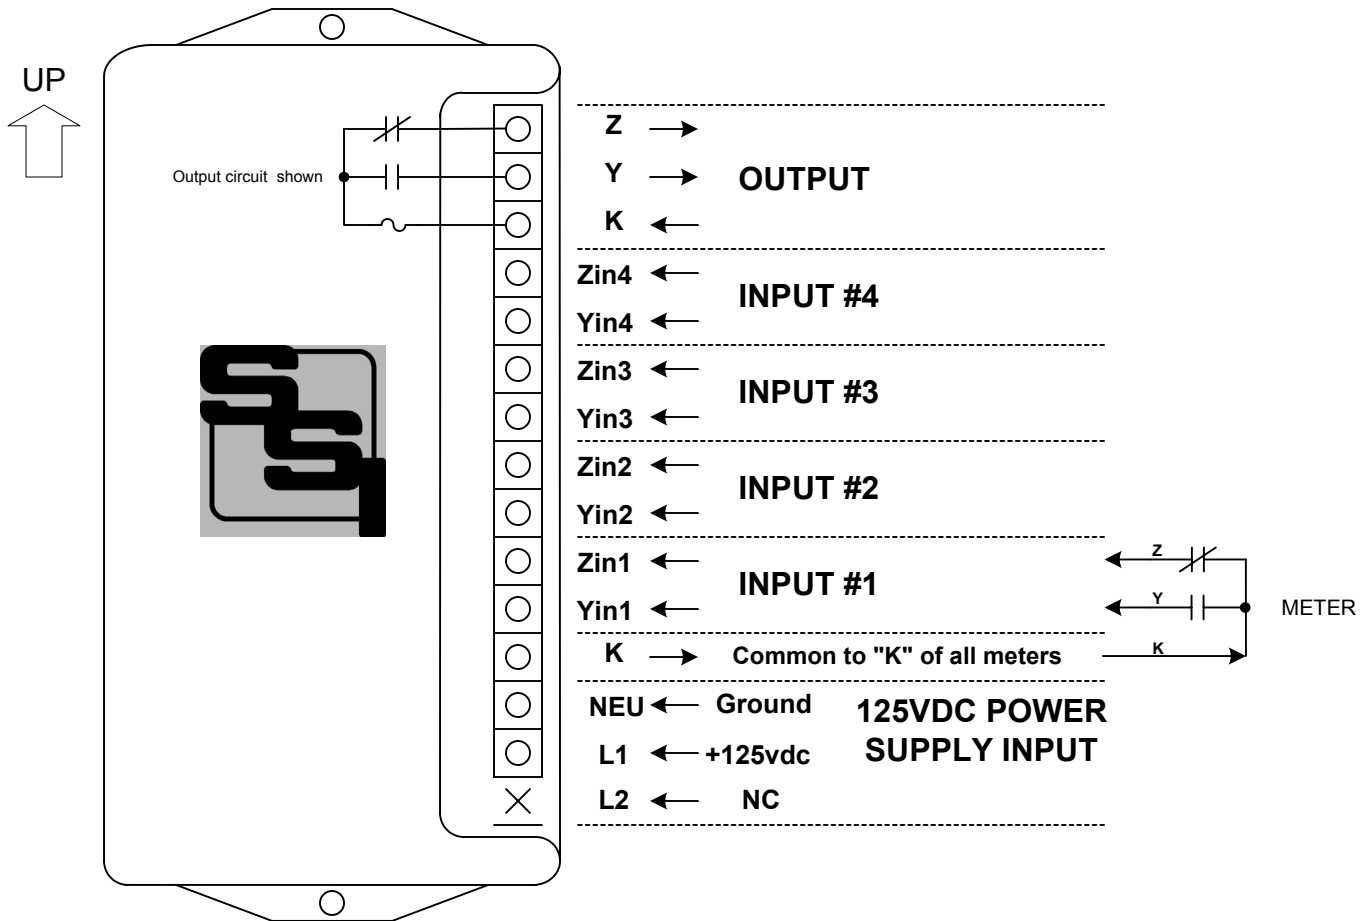 UP
Output circuit shown
Z
Y
K
OUTPUT
Zin4
Yin4
INPUT #4
Zin3
Yin3
INPUT #3
Zin2
Yin2
INPUT #2
Zin1
Yin1
INPUT #1
Z
Y
K
METER
K
Common to "K" of all meters
NEU
Ground
L1
+125vdc
L2
NC
125VDC POWER
SUPPLY INPUT
SSI